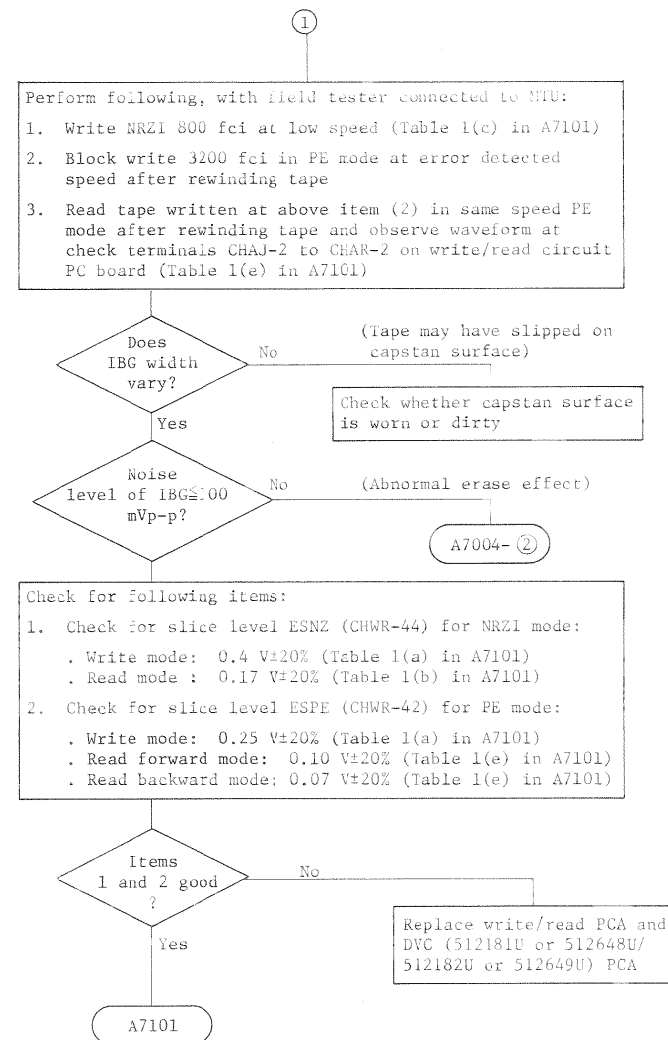 1
Perform following, with field tester connected to MTU:
1. Write NRZI 800 fci at low speed (Table 1(c) in A7101)
2. Block write 3200 fci in PE mode at error detected
speed after rewinding tape
3. Read tape written at above item (2) in same speed PE
mode after rewinding tape and observe waveform at
check terminals CHAJ-2 to CHAR-2 on write/read circuit
PC board (Table 1(e) in A7101)
Does
IBG width
vary?
No
(Tape may have slipped on
capstan surface)
Check whether capstan surface
is worn or dirty
Yes
Noise
level of IBG≦
mVp-p?
No
(Abnormal erase effect)
A7004-②
Check for following items:
1. Check for slice level ESNZ (CHWR-44) for NRZI mode:
. Write mode: 0.4 V±20% (Table 1(a) in A7101)
. Read mode : 0.17 V±20% (Table 1(b) in A7101)
2. Check for slice level ESPE (CHWR-42) for PE mode:
. Write mode: 0.25 V±20% (Table 1(a) in A7101)
. Read forward mode: 0.10 V±20% (Table 1(e) in A7101)
. Read backward mode: 0.07 V±20% (Table 1(e) in A7101)
Items
1 and 2 good
?
No
Replace write/read PCA and
DVC (512181U or 512648U/
512182U or 512649U) PCA
Yes
A7101